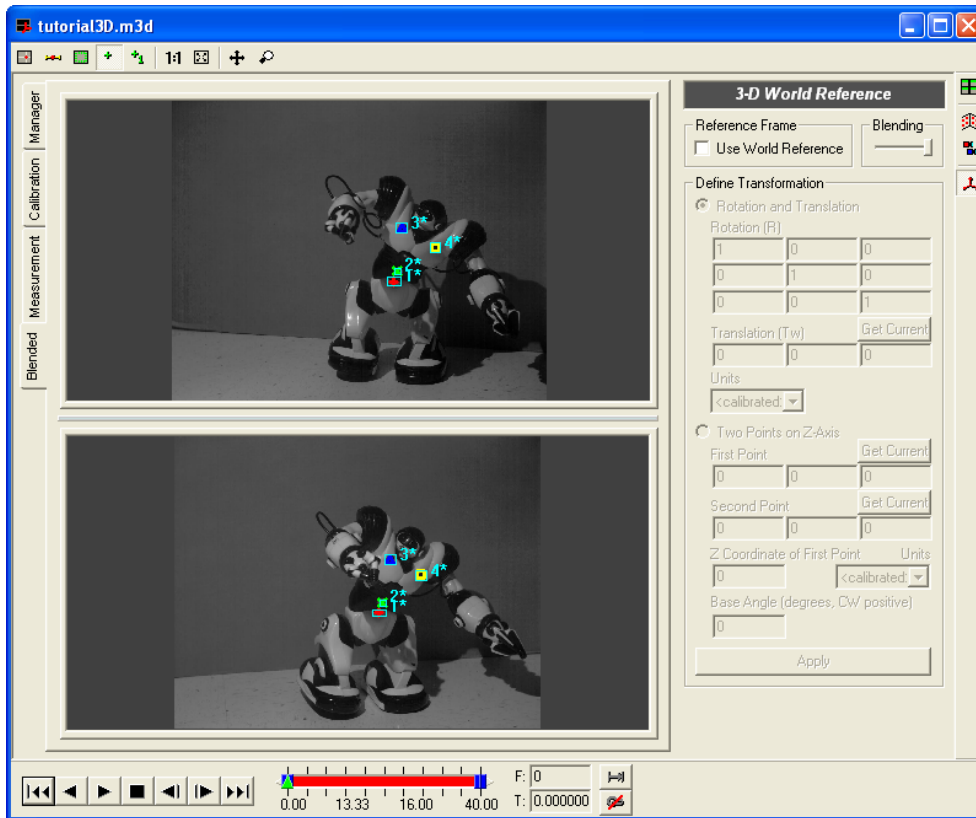 tutorial3D.m3d
1:1
Manager
Calibration
Measurement
Blended
3*
4*
2*
1*
3*
4*
2*
1*
3-D World Reference
Reference Frame
Use World Reference
Blending
Define Transformation
Rotation and Translation
Rotation (R)
1 0 0
0 1 0
0 0 1
Translation (Tw) Get Current
0 0 0
Units
<calibrated:
Two Points on Z-Axis
First Point Get Current
0 0 0
Second Point Get Current
0 0 0
Z Coordinate of First Point Units
0 <calibrated:
Base Angle (degrees, CW positive)
0
Apply
0.00 13.33 16.00 40.00
F: 0
T: 0.000000